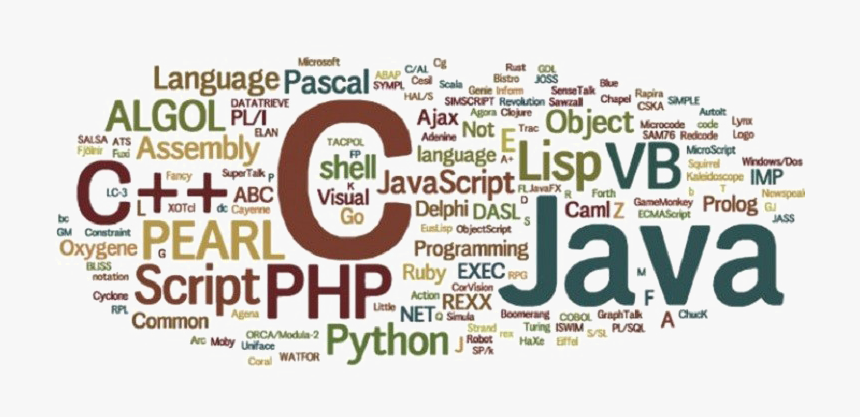 Microsoft
Cg
Rust
GDL
Language
Pascal
ABAP
C/AL
Bistro
JOSS
SYMPL
Cesil
Scala
Genie
Inform
SenseTalk
Blue
HAL/S
SIMSCRIPT
Revolution
Sawzall
Chapel
Rapira
CSKA
SIMPLE
ALGOL
DATATRIEVE
PL/I
C
Ajax
Agora
Clojure
Object
AutoIt
ELAN
Adenine
Not
E
Trac
Microcode
code
Lynx
SAM76
Redcode
Logo
SALSA
ATS
TACPOL
Fjölnir
Fuxi
Assembly
FP
language
A+
Lisp
VB
MicroScript
shell
Squirrel
Windows/Dos
SuperTalk
P
K
JavaScript
Kaleidoscope
IMP
C++
LC-3
Fancy
ABC
Visual
FL
JavaFX
R
Forth
b
T
Newspeak
L
XOTcl
dc
Cayenne
Go
Delphi
DASL
D
S
Caml
Z
GameMonkey
ECMAScript
Prolog
GJ
JASS
bc
GM
Constraint
EusLisp
ObjectScript
Java
Oxygene
PEARL
G
Programming
BLISS
notation
Script
PHP
Ruby
EXEC
RPG
M
CorVision
F
Cyclone
Action
REXX
RPL
Agena
Little
NET
Q
Simula
Boomerang
COBOL
GraphTalk
A
ChucK
Common
Strand
rex
Turing
ISWIM
S/SL
PL/SQL
Arc
Moby
ORCA/Modula-2
Python
J
Robot
HaXe
Eiffel
Uniface
SP/k
Coral
WATFOR